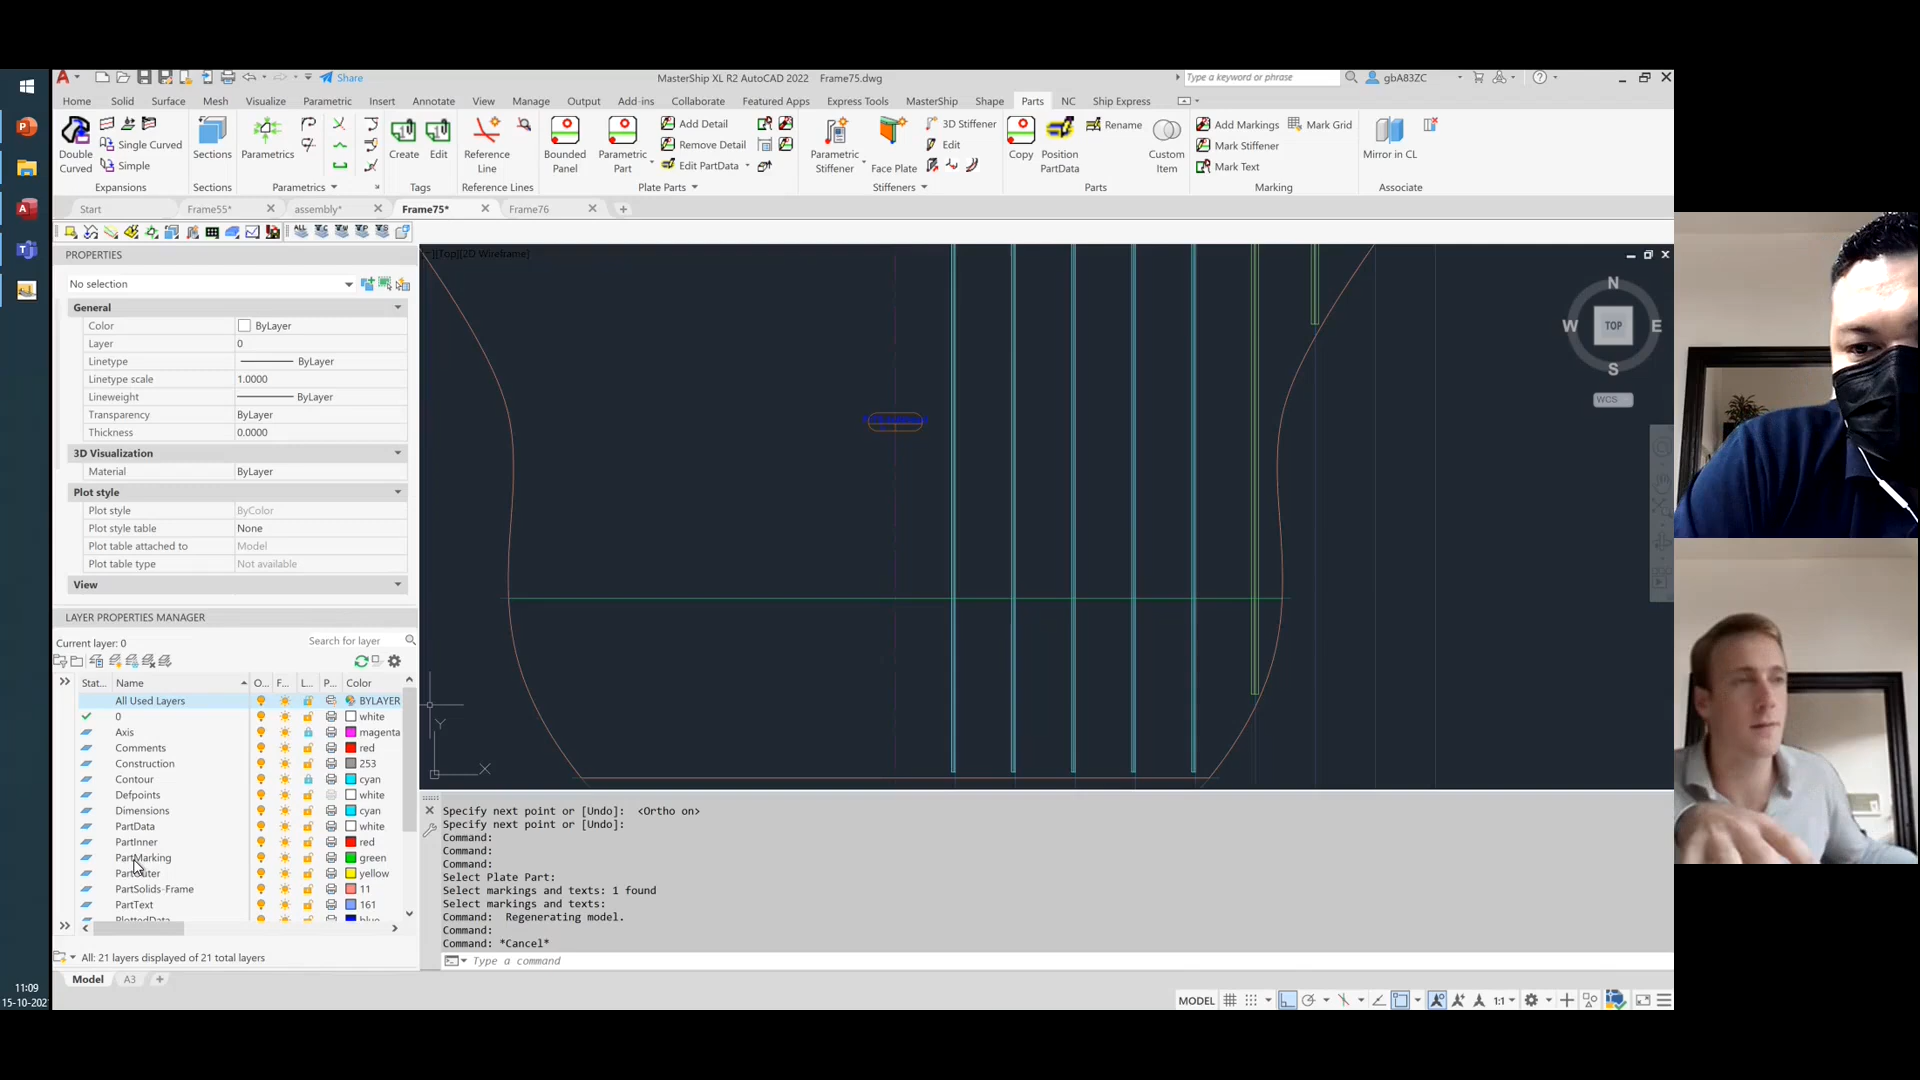 Share
MasterShip XL R2 AutoCAD 2022 Frame75.dwg
Type a keyword or phrase
gbA83ZC
Home Solid Surface Mesh Visualize Parametric Insert Annotate View Manage Output Add-ins Collaborate Featured Apps Express Tools MasterShip Shape Parts NC Ship Express
Double Curved
Single Curved
Simple
Sections
Parametrics
Create
Edit
Reference Line
Bounded Panel
Parametric Part
Add Detail
Remove Detail
Edit PartData
Parametric Stiffener
Face Plate
3D Stiffener
Edit
Copy
Position PartData
Rename
Custom Item
Add Markings
Mark Stiffener
Mark Text
Mark Grid
Mirror in CL
Expansions Sections Parametrics Tags Reference Lines Plate Parts Stiffeners Parts Marking Associate
Start Frame55* assembly* Frame75* Frame76
PROPERTIES
No selection
General
Color ByLayer
Layer 0
Linetype ByLayer
Linetype scale 1.0000
Lineweight ByLayer
Transparency ByLayer
Thickness 0.0000
3D Visualization
Material ByLayer
Plot style
Plot style ByColor
Plot style table None
Plot table attached to Model
Plot table type Not available
View
][Top][2D Wireframe]
N
W TOP E
S
WCS
Y
X
LAYER PROPERTIES MANAGER
Current layer: 0
Search for layer
Stat... Name O... F... L... P... Color
All Used Layers BYLAYER
0 white
Axis magenta
Comments red
Construction 253
Contour cyan
Defpoints white
Dimensions cyan
PartData white
PartInner red
PartMarking green
yellow
PartSolids-Frame 11
PartText 161
PlottedData blue
All: 21 layers displayed of 21 total layers
Specify next point or [Undo]: <Ortho on>
Specify next point or [Undo]:
Command:
Command:
Command:
Select Plate Part:
Select markings and texts: 1 found
Select markings and texts:
Command: Regenerating model.
Command:
Command: *Cancel*
Type a command
Model A3
11:09
MODEL
1:1